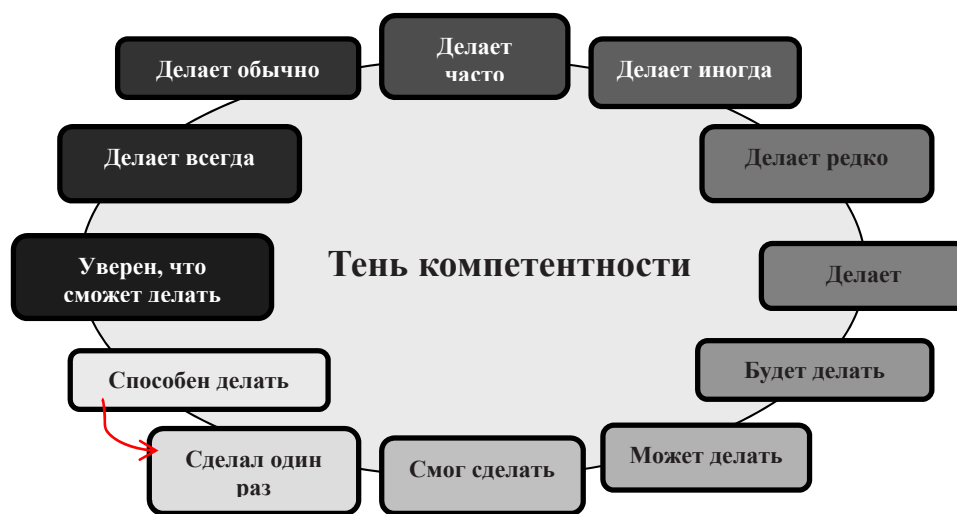 Делает обычно
Делает
часто
Делает иногда
Делает всегда
Делает редко
Уверен, что
сможет делать
Тень компетентности
Делает
Способен делать
Будет делать
Сделал один
раз
Смог сделать
Может делать